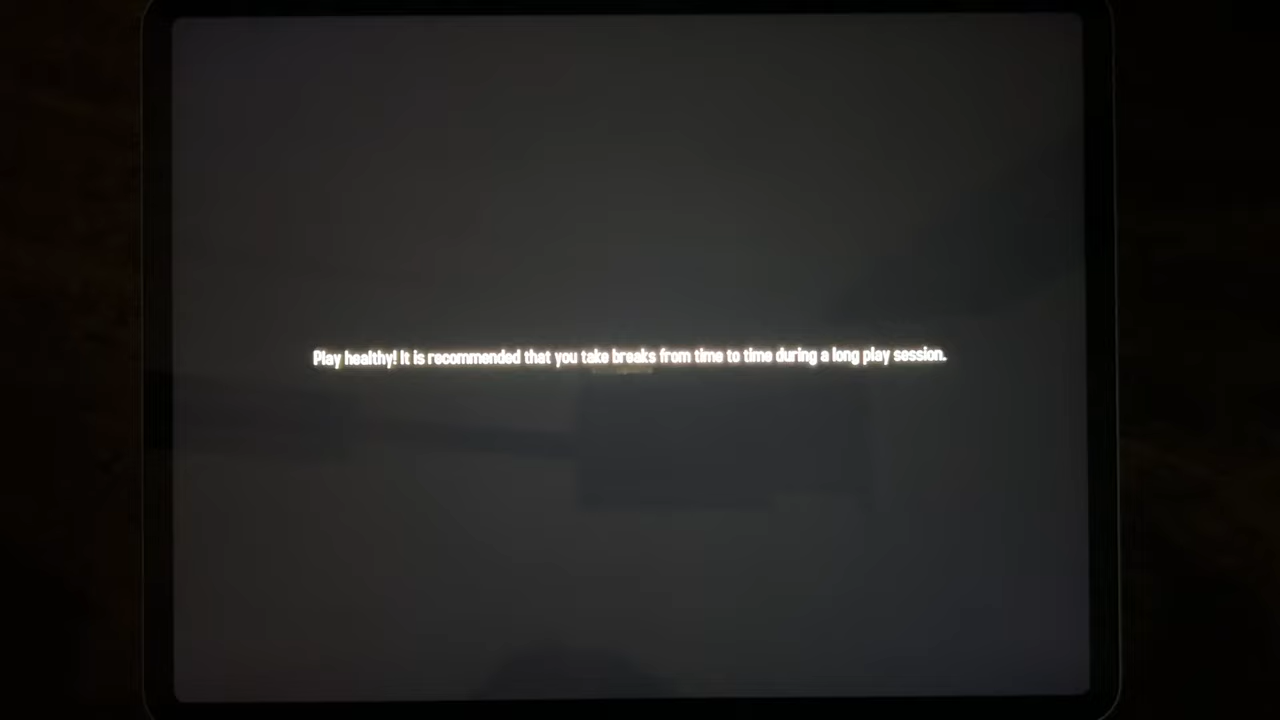 Play healthy! It is recommended that you take breaks from time to time during a long play session.